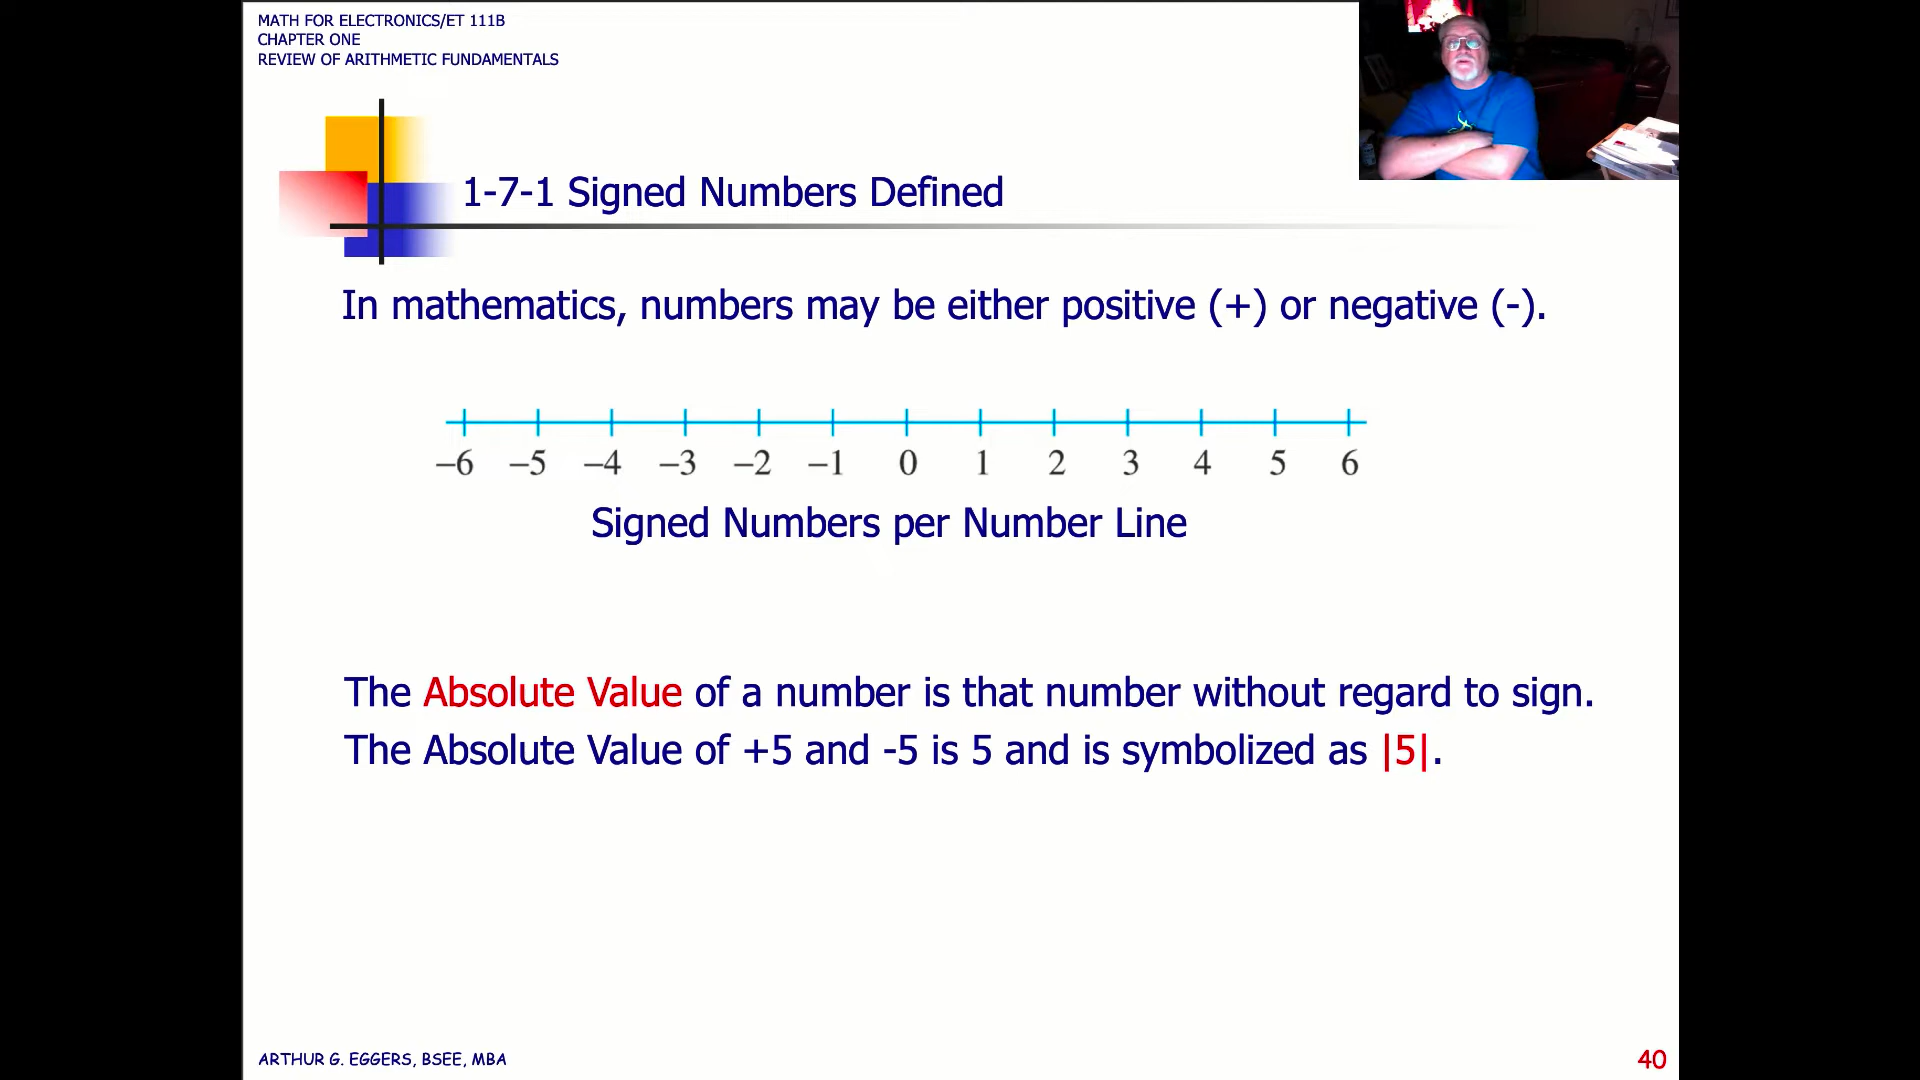 MATH FOR ELECTRONICS/ET 111B
CHAPTER ONE
REVIEW OF ARITHMETIC FUNDAMENTALS
1-7-1 Signed Numbers Defined
In mathematics, numbers may be either positive (+) or negative (-).
–6 –5 –4 –3 –2 –1 0 1 2 3 4 5 6
Signed Numbers per Number Line
The Absolute Value of a number is that number without regard to sign.
The Absolute Value of +5 and -5 is 5 and is symbolized as |5|.
ARTHUR G. EGGERS, BSEE, MBA
40